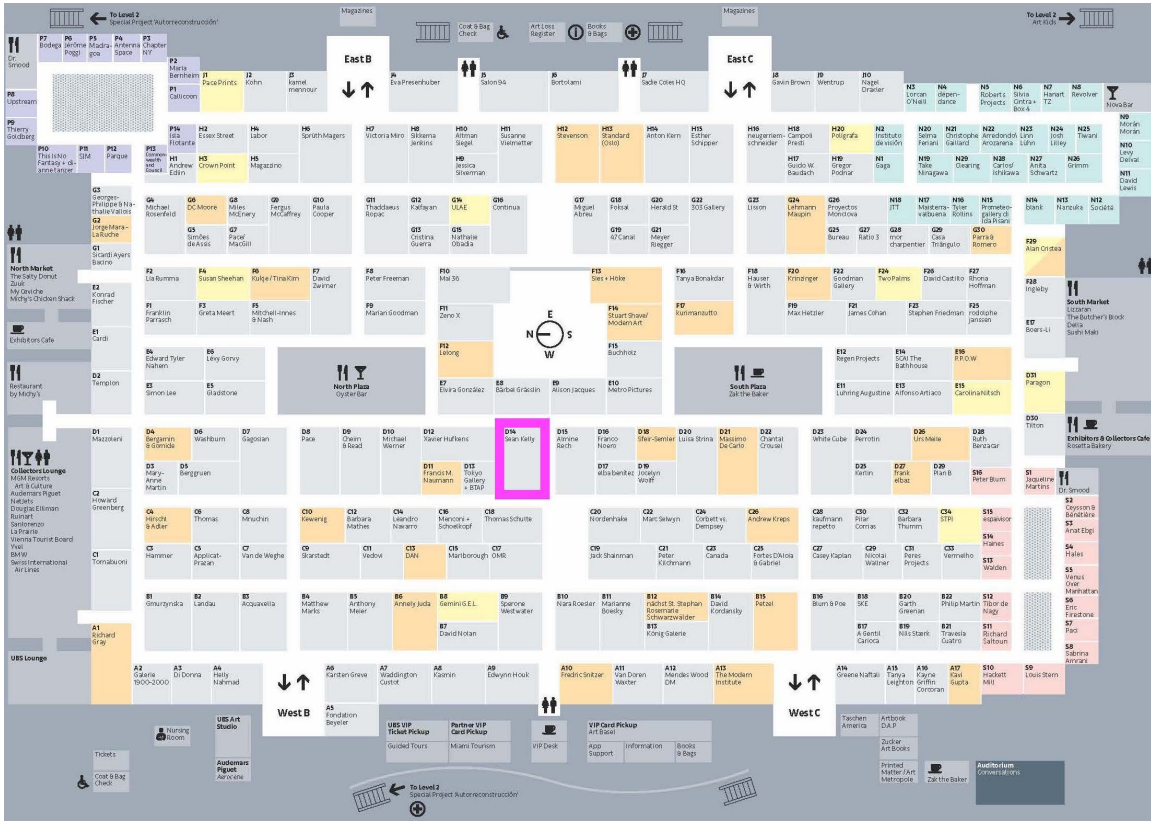 To Level 2
Special Project 'Autorreconstrucción'
Magazines
Coat & Bag
Check
Art Loss
Register
Books
& Bags
Magazines
To Level 2
Art Kids
East B
East C
Dr.
Smood
P7
Bodega
P6
Jérôme
Poggi
P5
Madra-
goa
P4
Antenna
Space
P3
Chapter
NY
P2
Maria
Bernheim
P1
Callicoon
P8
Upstream
P9
Thierry
Goldberg
P10
This Is No
Fantasy + di-
anne tanzer
P11
SIM
P12
Parque
P13
Common-
wealth and
Council
P14
Isla
Flotante
J1
Pace Prints
J2
Kohn
J3
kamel
mennour
J4
Eva Presenhuber
J5
Salon 94
J6
Bortolami
J7
Sadie Coles HQ
J8
Gavin Brown
J9
Wentrup
J10
Nagel
Draxler
N3
Lorcan
O'Neill
N4
dépen-
dance
N5
Roberts
Projects
N6
Silvia
Cintra +
Box 4
N7
Hanart
TZ
N8
Revolver
Nova Bar
N9
Morán
Morán
N10
Levy
Delval
N11
David
Lewis
H2
Essex Street
H4
Labor
H6
Sprüth Magers
H7
Victoria Miro
H8
Sikkema
Jenkins
H10
Altman
Siegel
H11
Susanne
Vielmetter
H12
Stevenson
H13
Standard
(Oslo)
H14
Anton Kern
H15
Esther
Schipper
H16
neugerriem-
schneider
H18
Campoli
Presti
H20
Polígrafa
N2
Instituto
de visión
N20
Selma
Feriani
N21
Christophe
Gaillard
N22
Arredondo\
Arozarena
N23
Linn
Lühn
N24
Josh
Lilley
N25
Tiwani
H1
Andrew
Edlin
H3
Crown Point
H5
Magazzino
H9
Jessica
Silverman
H17
Guido W.
Baudach
H19
Gregor
Podnar
N1
Gaga
N19
Take
Ninagawa
N29
Clearing
N28
Carlos/
Ishikawa
N27
Anita
Schwartz
N26
Grimm
G3
Georges-
Philippe & Na-
thalie Vallois
G2
Jorge Mara-
La Ruche
G1
Sicardi Ayers
Bacino
G4
Michael
Rosenfeld
G6
DC Moore
G8
Miles
McEnery
G9
Fergus
McCaffrey
G10
Paula
Cooper
G11
Thaddaeus
Ropac
G12
Kalfayan
G14
ULAE
G16
Continua
G17
Miguel
Abreu
G18
Foksal
G20
Herald St
G22
303 Gallery
G23
Lisson
G24
Lehmann
Maupin
G26
Proyectos
Monclova
N18
JTT
N17
Maisterra-
valbuena
N16
Tyler
Rollins
N15
Prometeo-
gallery di
Ida Pisani
N14
blank
N13
Nanzuka
N12
Société
G5
Simões
de Assis
G7
Pace/
MacGill
G13
Cristina
Guerra
G15
Nathalie
Obadia
G19
47 Canal
G21
Meyer
Riegger
G25
Bureau
G27
Ratio 3
G28
mor
charpentier
G29
Casa
Triângulo
G30
Parra &
Romero
F29
Alan Cristea
North Market
The Salty Donut
Zuuk
My Ceviche
Michy's Chicken Shack
Exhibitors Cafe
Restaurant
by Michy's
E2
Konrad
Fischer
E1
Cardi
D2
Templon
F2
Lia Rumma
F4
Susan Sheehan
F6
Kukje / Tina Kim
F7
David
Zwirner
F8
Peter Freeman
F10
Mai 36
F13
Sies + Höke
F16
Tanya Bonakdar
F18
Hauser
& Wirth
F20
Krinzinger
F22
Goodman
Gallery
F24
Two Palms
F26
David Castillo
F27
Rhona
Hoffman
F28
Ingleby
F1
Franklin
Parrasch
F3
Greta Meert
F5
Mitchell-Innes
& Nash
F9
Marian Goodman
F11
Zeno X
F12
Lelong
F14
Stuart Shave/
Modern Art
F15
Buchholz
F17
Kurimanzutto
F19
Max Hetzler
F21
James Cohan
F23
Stephen Friedman
F25
rodolphe
janssen
E17
Boers-Li
E
N
S
W
South Market
Lizzaran
The Butcher's Block
Delia
Sushi Maki
E4
Edward Tyler
Nahem
E6
Lévy Gorvy
E3
Simon Lee
E5
Gladstone
North Plaza
Oyster Bar
E7
Elvira González
E8
Bärbel Grässlin
E9
Alison Jacques
E10
Metro Pictures
South Plaza
Zak the Baker
E12
Regen Projects
E14
SCAI The
Bathhouse
E16
P.P.O.W
E11
Luhring Augustine
E13
Alfonso Artiaco
E15
Carolina Nitsch
D31
Paragon
D30
Tilton
Exhibitors & Collectors Cafe
Rosetta Bakery
Collectors Lounge
MGM Resorts
Art & Culture
Audemars Piguet
NetJets
Douglas Elliman
Ruinart
Sanlorenzo
La Prairie
Vienna Tourist Board
Yvel
BMW
Swiss International
Air Lines
D1
Mazzoleni
D4
Bergamin
& Gomide
D6
Washburn
D7
Gagosian
D8
Pace
D9
Cheim
& Read
D10
Michael
Werner
D12
Xavier Hufkens
D14
Sean Kelly
D15
Almine
Rech
D16
Franco
Noero
D18
Sfeir-Semler
D20
Luisa Strina
D21
Massimo
De Carlo
D22
Chantal
Crousel
D23
White Cube
D24
Perrotin
D26
Urs Meile
D28
Ruth
Benzacar
D3
Mary-
Anne
Martin
D5
Berggruen
D11
Francis M.
Naumann
D13
Tokyo
Gallery
+ BTAP
D17
elba benítez
D19
Jocelyn
Wolff
D25
Kerlin
D27
frank
elbaz
D29
Plan B
S16
Peter Blum
S1
Jaqueline
Martins
Dr. Smood
C2
Howard
Greenberg
C1
Tornabuoni
C4
Hirschl
& Adler
C6
Thomas
C8
Mnuchin
C10
Kewenig
C12
Barbara
Mathes
C14
Leandro
Navarro
C16
Menconi +
Schoelkopf
C18
Thomas Schulte
C20
Nordenhake
C22
Marc Selwyn
C24
Corbett vs.
Dempsey
C26
Andrew Kreps
C28
kaufmann
repetto
C30
Pilar
Corrias
C32
Barbara
Thumm
C34
STPI
S15
espaivisor
S14
Haines
S13
Walden
C3
Hammer
C5
Applicat-
Prazan
C7
Van de Weghe
C9
Skarstedt
C11
Vedovi
C13
DAN
C15
Marlborough
C17
OMR
C19
Jack Shainman
C21
Peter
Kilchmann
C23
Canada
C25
Fortes D'Aloia
& Gabriel
C27
Casey Kaplan
C29
Nicolai
Wallner
C31
Peres
Projects
C33
Vermelho
S2
Ceysson &
Bénétière
S3
Anat Ebgi
S4
Hales
S5
Venus
Over
Manhattan
S6
Eric
Firestone
S7
Paci
S8
Sabrina
Amrani
B1
Gmurzynska
B2
Landau
B3
Acquavella
B4
Matthew
Marks
B5
Anthony
Meier
B6
Annely Juda
B8
Gemini G.E.L.
B7
David Nolan
B9
Sperone
Westwater
B10
Nara Roesler
B11
Marianne
Boesky
B12
nächst St. Stephan
Rosemarie
Schwarzwälder
B13
König Galerie
B14
David
Kordansky
B15
Petzel
B16
Blum & Poe
B18
SKE
B20
Garth
Greenan
B22
Philip Martin
B17
A Gentil
Carioca
B19
Nils Stærk
B21
Travesía
Cuatro
S12
Tibor de
Nagy
S11
Richard
Saltoun
UBS Lounge
A1
Richard
Gray
A2
Galerie
1900-2000
A3
Di Donna
A4
Helly
Nahmad
West B
A6
Karsten Greve
A5
Fondation
Beyeler
A7
Waddington
Custot
A8
Kasmin
A9
Edwynn Houk
A10
Fredric Snitzer
A11
Van Doren
Waxter
A12
Mendes Wood
DM
A13
The Modern
Institute
West C
A14
Greene Naftali
A15
Tanya
Leighton
A16
Kayne
Griffin
Corcoran
A17
Kavi
Gupta
S10
Hackett
Mill
S9
Louis Stern
Nursing
Room
UBS Art
Studio
Audemars
Piguet
Aerocene
Tickets
Coat & Bag
Check
UBS VIP
Ticket Pickup
Partner VIP
Card Pickup
Guided Tours
Miami Tourism
VIP Desk
VIP Card Pickup
Art Basel
App
Support
Information
Books
& Bags
Taschen
America
Artbook
D.A.P
Zucker
Art Books
Printed
Matter / Art
Metropole
Zak the Baker
Auditorium
Conversations
To Level 2
Special Project 'Autorreconstrucción'